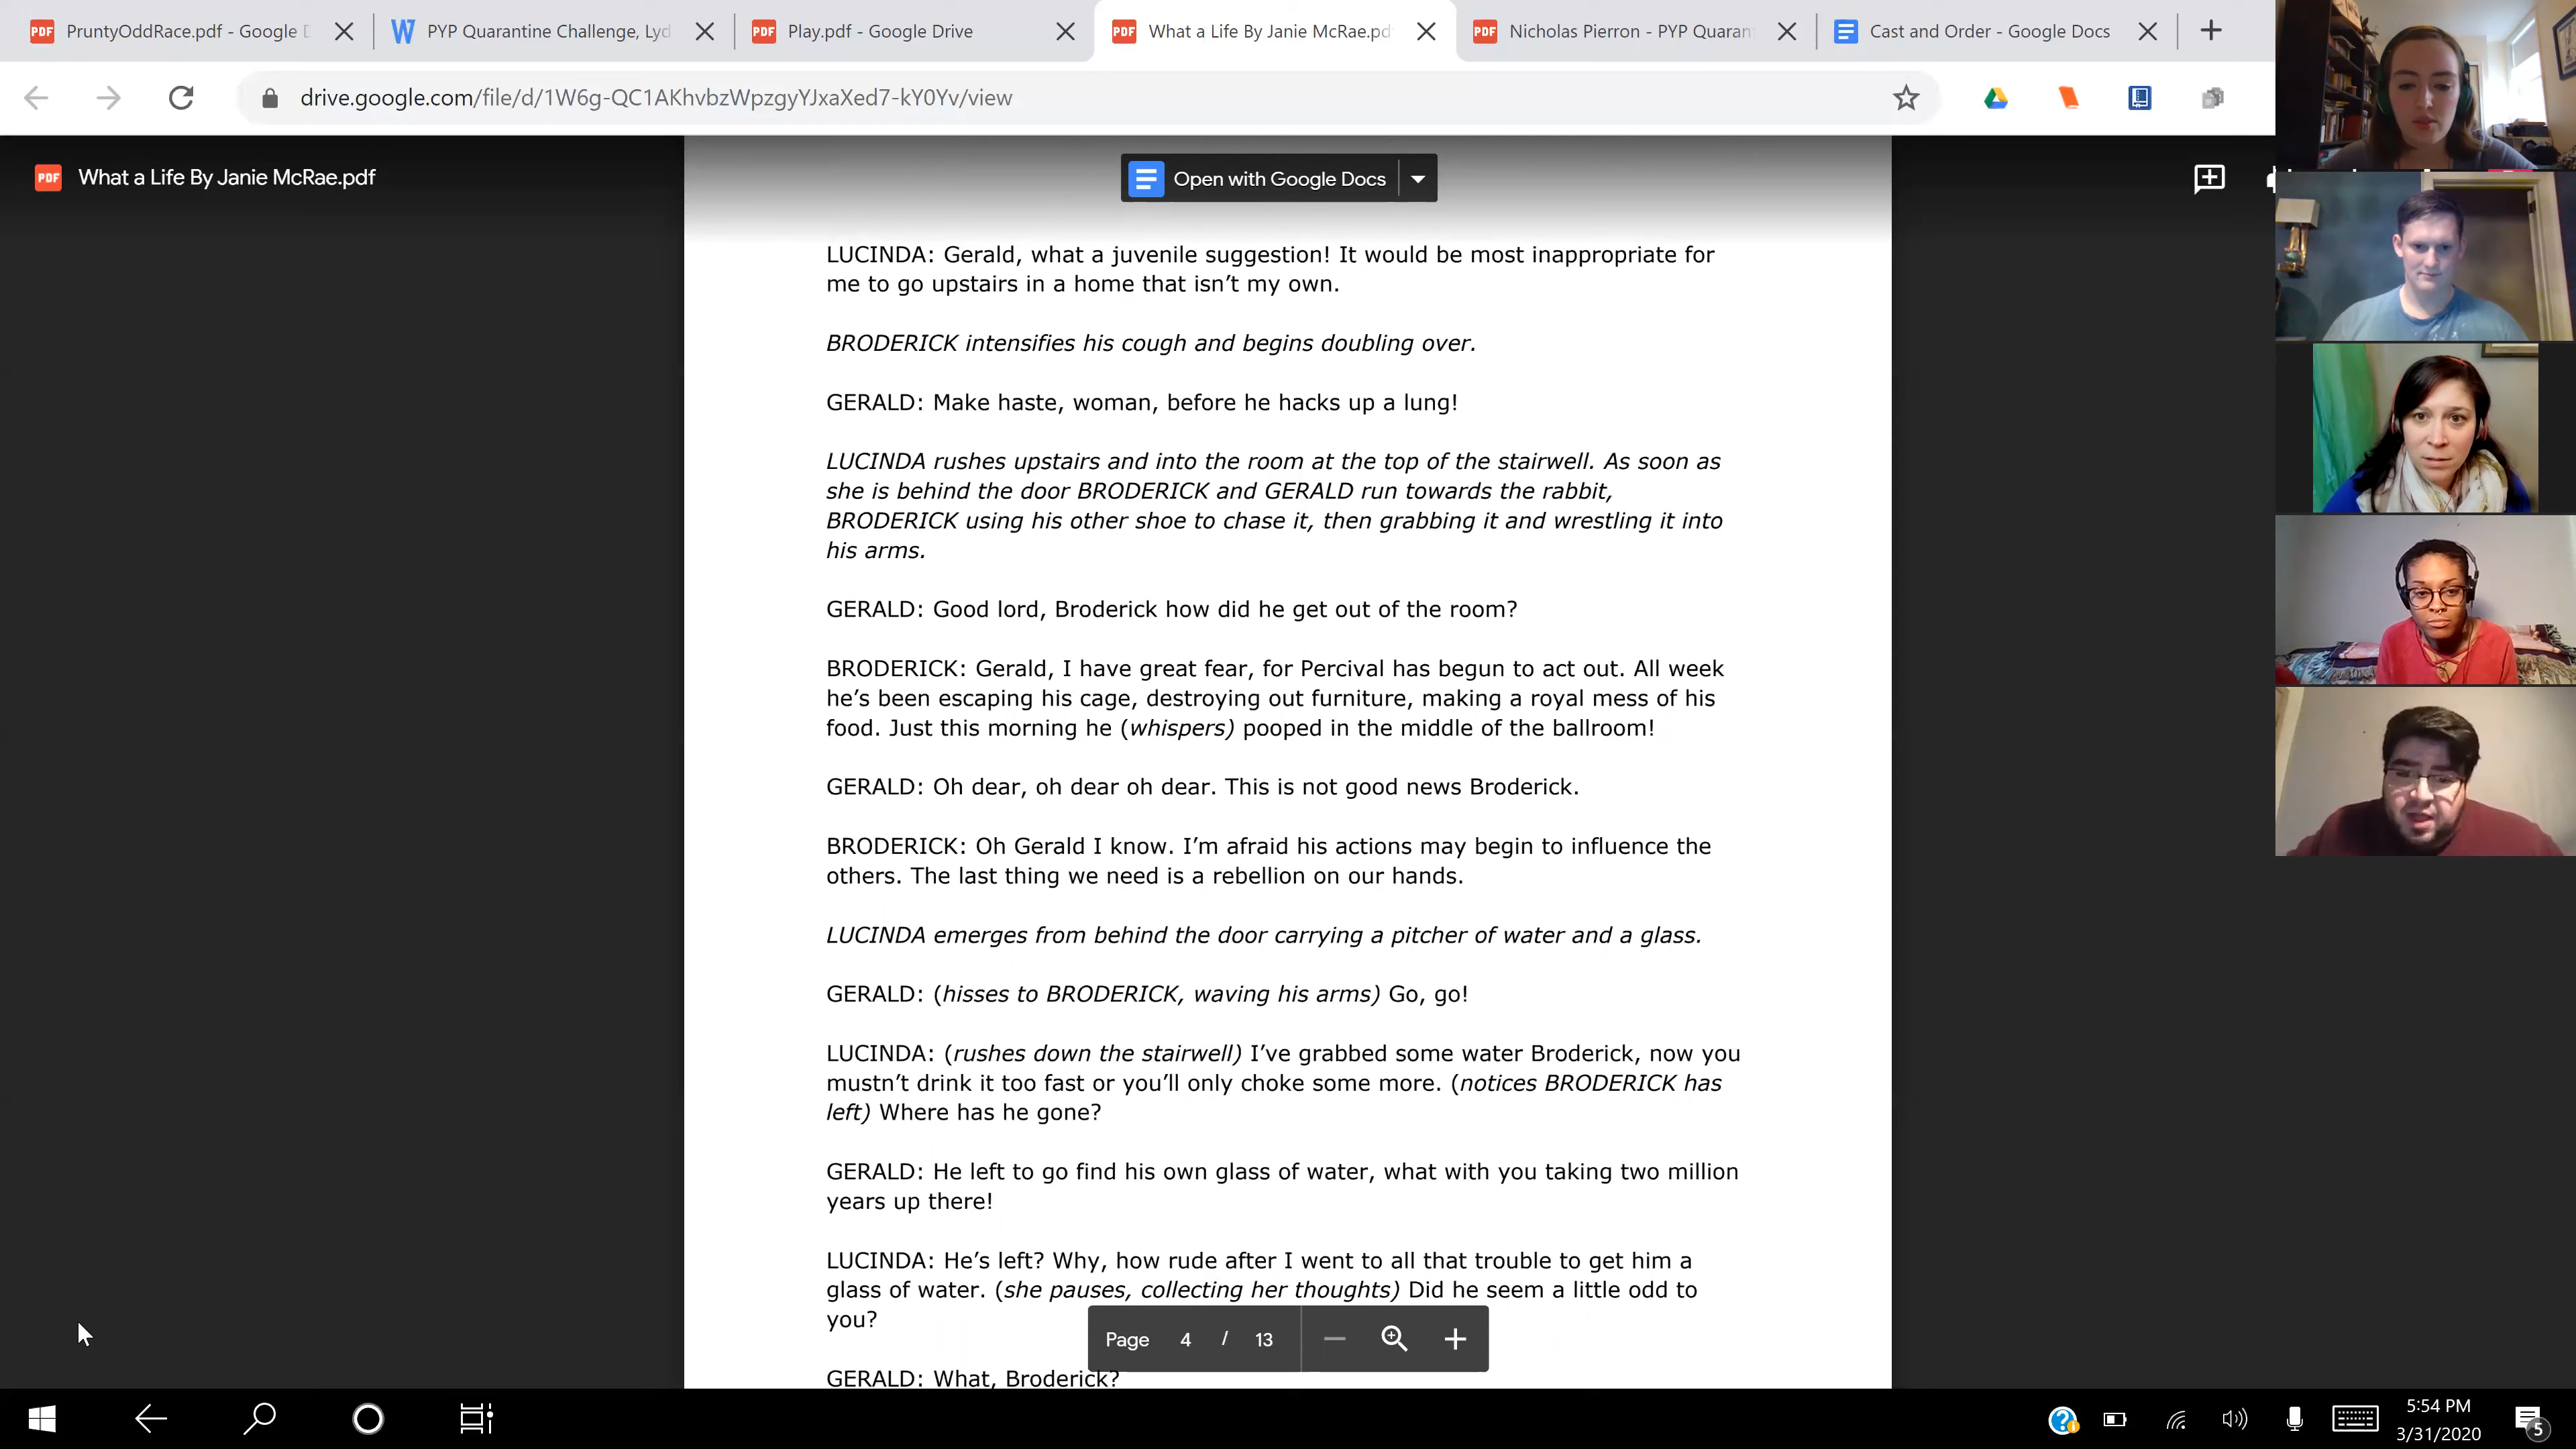 PruntyOddRace.pdf - Google D
PYP Quarantine Challenge, Lyd
Play.pdf - Google Drive
What a Life By Janie McRae.pd
Nicholas Pierron - PYP Quaran
Cast and Order - Google Docs
drive.google.com/file/d/1W6g-QC1AKhvbzWpzgyYJxaXed7-kY0Yv/view
PDF What a Life By Janie McRae.pdf
Open with Google Docs
LUCINDA: Gerald, what a juvenile suggestion! It would be most inappropriate for
me to go upstairs in a home that isn't my own.
BRODERICK intensifies his cough and begins doubling over.
GERALD: Make haste, woman, before he hacks up a lung!
LUCINDA rushes upstairs and into the room at the top of the stairwell. As soon as
she is behind the door BRODERICK and GERALD run towards the rabbit,
BRODERICK using his other shoe to chase it, then grabbing it and wrestling it into
his arms.
GERALD: Good lord, Broderick how did he get out of the room?
BRODERICK: Gerald, I have great fear, for Percival has begun to act out. All week
he's been escaping his cage, destroying out furniture, making a royal mess of his
food. Just this morning he (whispers) pooped in the middle of the ballroom!
GERALD: Oh dear, oh dear oh dear. This is not good news Broderick.
BRODERICK: Oh Gerald I know. I'm afraid his actions may begin to influence the
others. The last thing we need is a rebellion on our hands.
LUCINDA emerges from behind the door carrying a pitcher of water and a glass.
GERALD: (hisses to BRODERICK, waving his arms) Go, go!
LUCINDA: (rushes down the stairwell) I've grabbed some water Broderick, now you
mustn't drink it too fast or you'll only choke some more. (notices BRODERICK has
left) Where has he gone?
GERALD: He left to go find his own glass of water, what with you taking two million
years up there!
LUCINDA: He's left? Why, how rude after I went to all that trouble to get him a
glass of water. (she pauses, collecting her thoughts) Did he seem a little odd to
you?
Page 4 / 13
GERALD: What, Broderick?
5:54 PM
3/31/2020
5